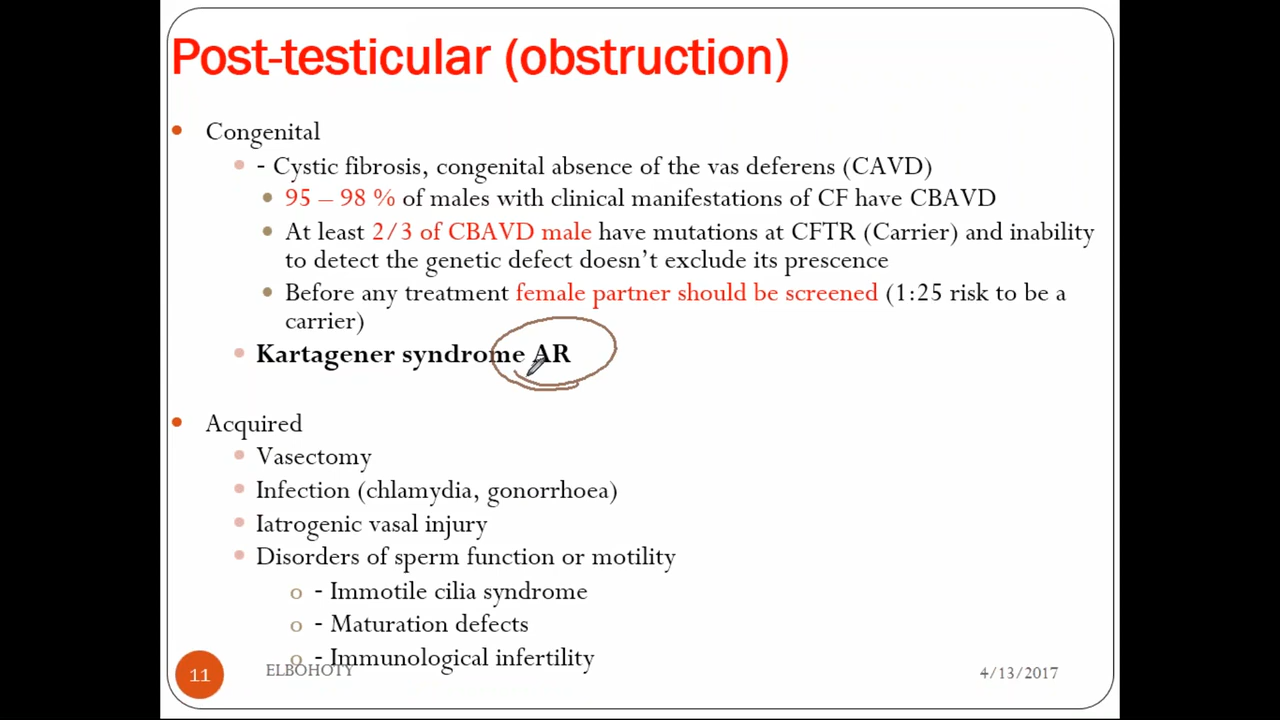 Post-testicular (obstruction)
• Congenital
• - Cystic fibrosis, congenital absence of the vas deferens (CAVD)
• 95 – 98 % of males with clinical manifestations of CF have CBAVD
• At least 2/3 of CBAVD male have mutations at CFTR (Carrier) and inability
to detect the genetic defect doesn’t exclude its prescence
• Before any treatment female partner should be screened (1:25 risk to be a
carrier)
• Kartagener syndrome AR
• Acquired
• Vasectomy
• Infection (chlamydia, gonorrhoea)
• Iatrogenic vasal injury
• Disorders of sperm function or motility
o - Immotile cilia syndrome
o - Maturation defects
o - Immunological infertility
11 ELBOHOTY 4/13/2017